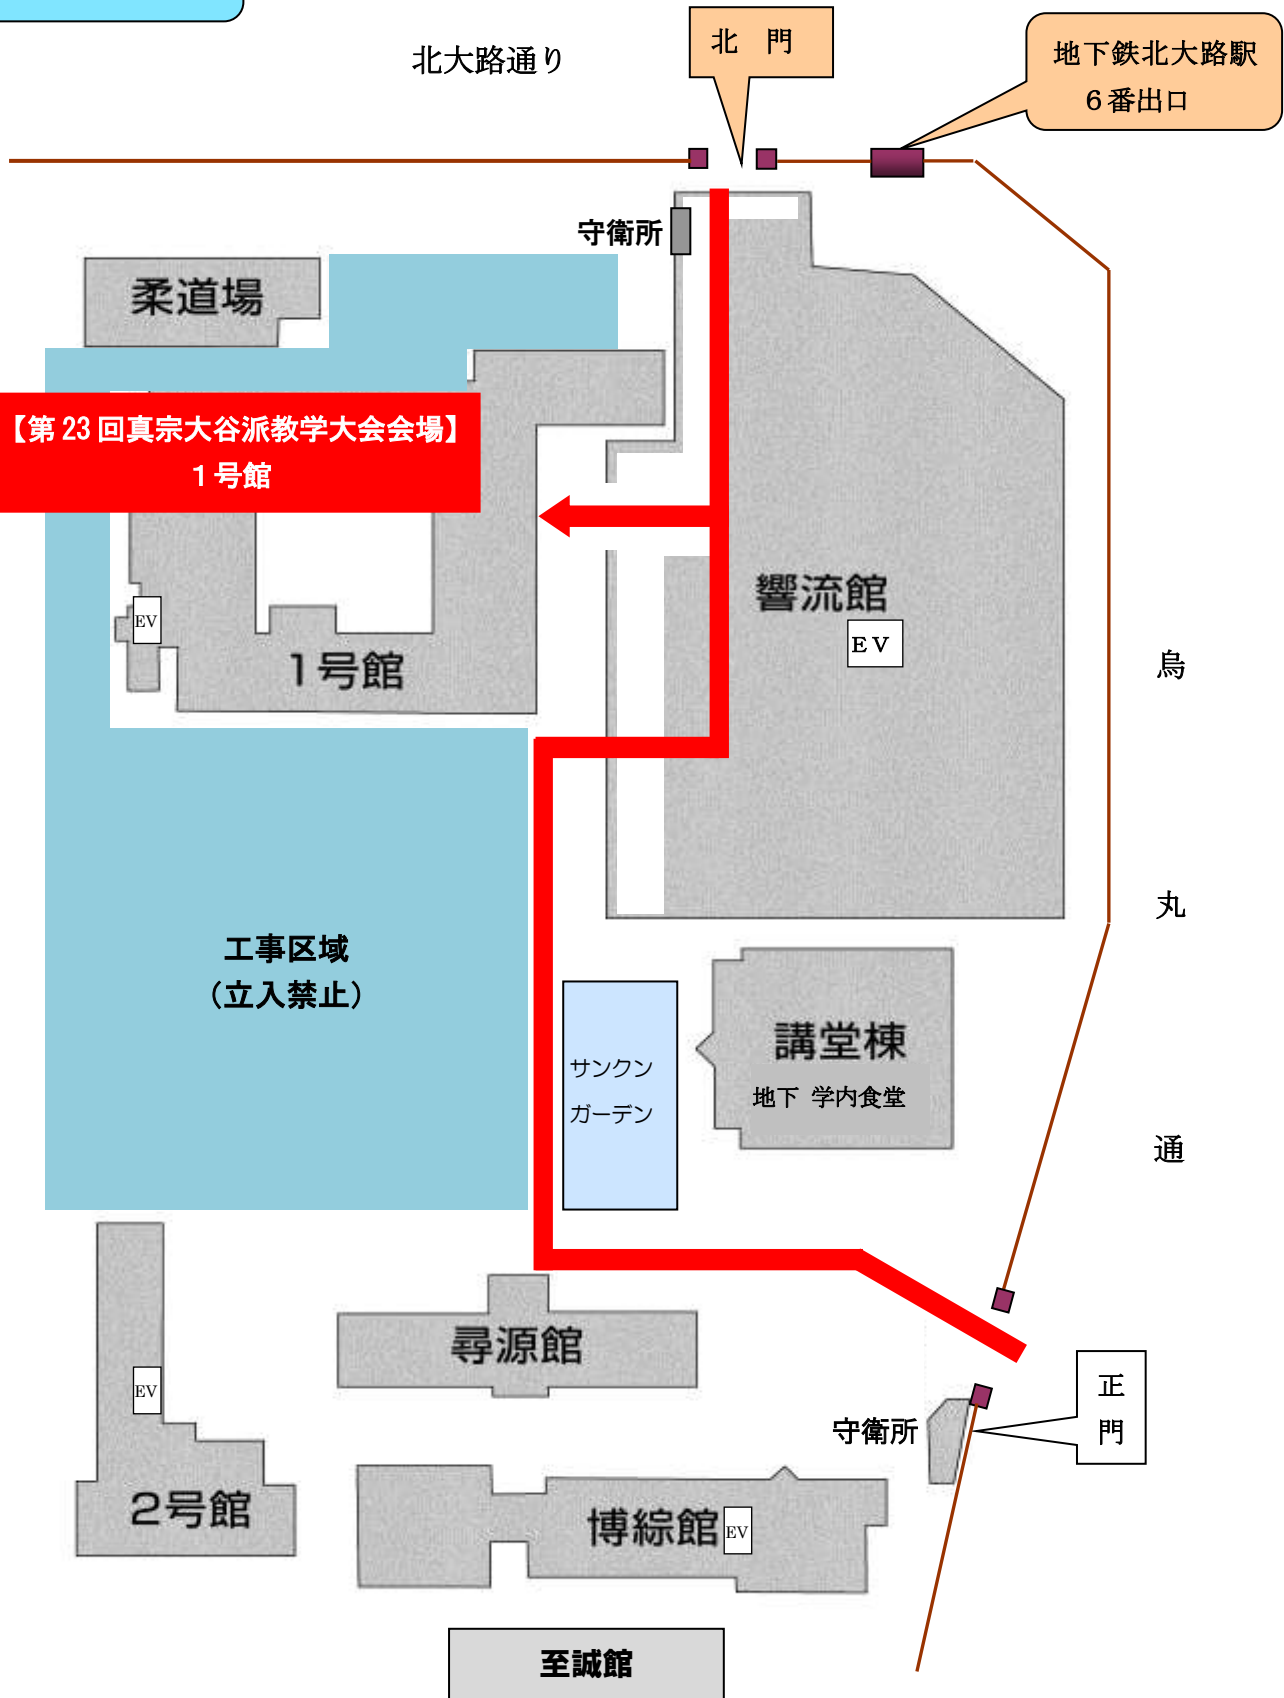 北大路通り
北　門
地下鉄北大路駅
６番出口
守衛所
柔道場
【第 23 回真宗大谷派教学大会会場】
１号館
EV
1号館
響流館
ＥＶ
烏
丸
通
工事区域
（立入禁止）
サンクン
ガーデン
講堂棟
地下 学内食堂
尋源館
EV
2号館
守衛所
正
門
博綜館
EV
至誠館